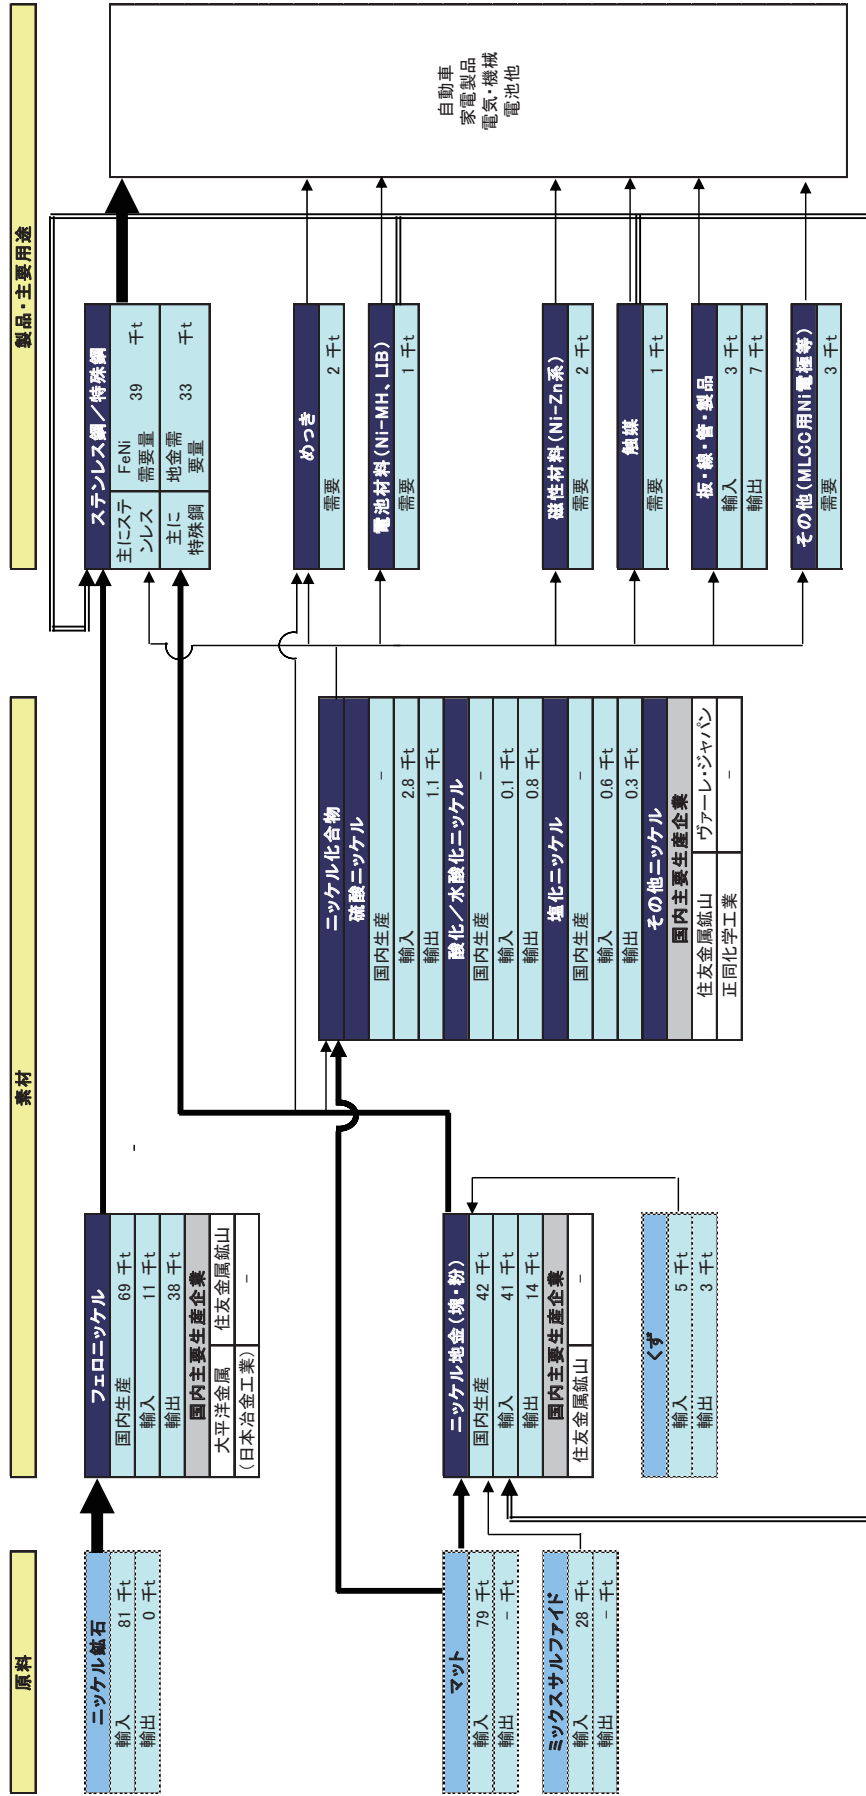 原料
素材
製品・主要用途
ニッケル鉱石
輸入 81 千t
輸出 0 千t
マット
輸入 79 千t
輸出 - 千t
ミックスサルファイド
輸入 28 千t
輸出 - 千t
フェロニッケル
国内生産 69 千t
輸入 11 千t
輸出 38 千t
国内主要生産企業
大平洋金属 住友金属鉱山
(日本冶金工業) -
-
ニッケル地金(塊・粉)
国内生産 42 千t
輸入 41 千t
輸出 14 千t
国内主要生産企業
住友金属鉱山 -
くず
輸入 5 千t
輸出 3 千t
ニッケル化合物
硫酸ニッケル
国内生産 -
輸入 2.8 千t
輸出 1.1 千t
酸化/水酸化ニッケル
国内生産 -
輸入 0.1 千t
輸出 0.8 千t
塩化ニッケル
国内生産 -
輸入 0.6 千t
輸出 0.3 千t
その他ニッケル
国内主要生産企業
住友金属鉱山 ヴァーレ・ジャパン
正同化学工業 -
ステンレス鋼/特殊鋼
主にステンレス FeNi需要量 39 千t
主に特殊鋼 地金需要量 33 千t
めっき
需要 2 千t
電池材料(Ni-MH、LIB)
需要 1 千t
磁性材料(Ni-Zn系)
需要 2 千t
触媒
需要 1 千t
板・線・管・製品
輸入 3 千t
輸出 7 千t
その他(MLCC用Ni電極等)
需要 3 千t
自動車
家電製品
電気・機械
電池他